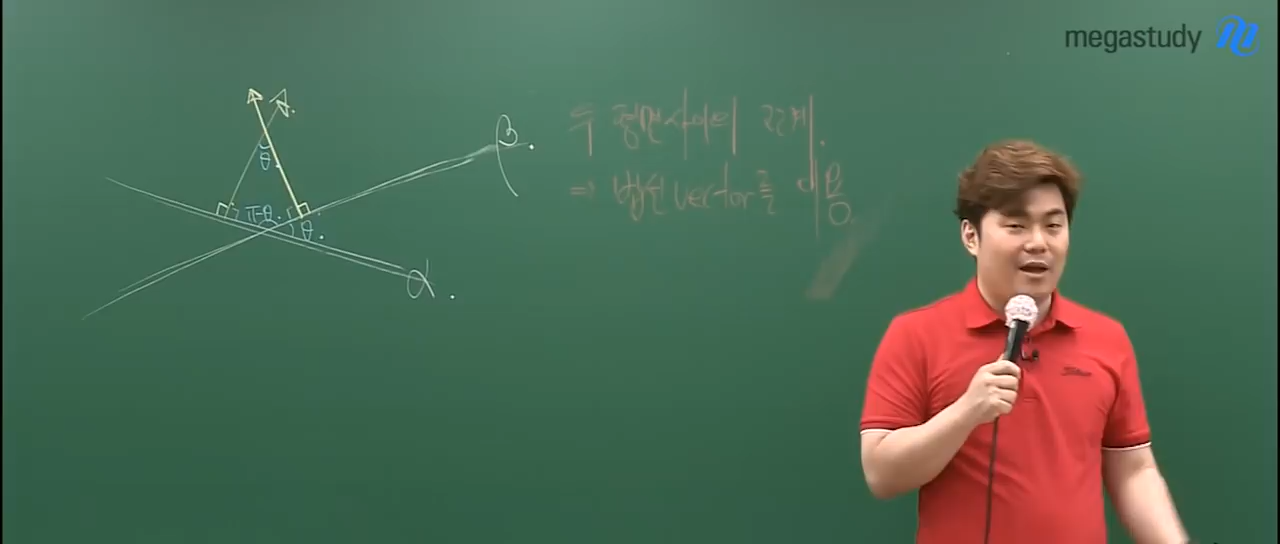 megastudy
두 평면사이의 관계.
⇒ 법선vector를 이용.
β
θ
π-θ
θ
α